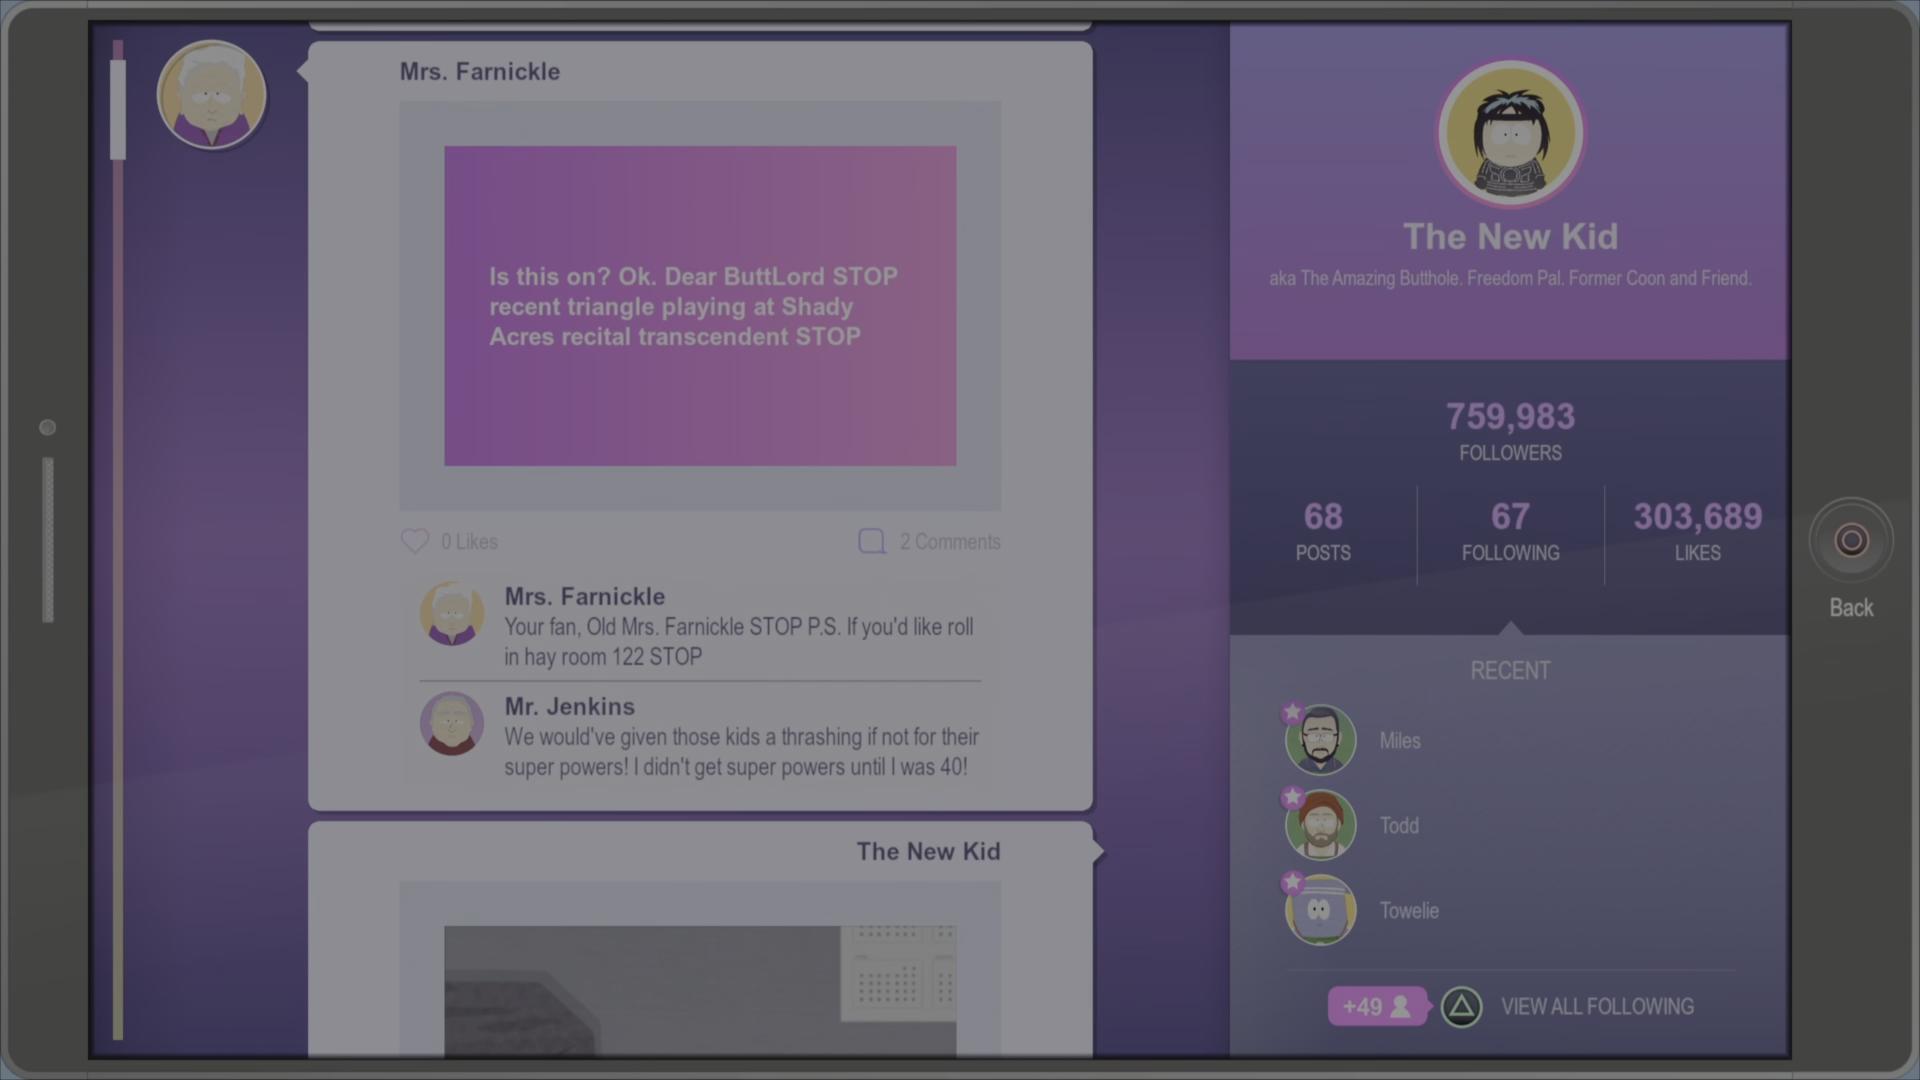 Mrs. Farnickle
Is this on? Ok. Dear ButtLord STOP
recent triangle playing at Shady
Acres recital transcendent STOP
0 Likes
2 Comments
Mrs. Farnickle
Your fan, Old Mrs. Farnickle STOP P.S. If you'd like roll
in hay room 122 STOP
Mr. Jenkins
We would've given those kids a thrashing if not for their
super powers! I didn't get super powers until I was 40!
The New Kid
The New Kid
aka The Amazing Butthole. Freedom Pal. Former Coon and Friend.
759,983
FOLLOWERS
68
POSTS
67
FOLLOWING
303,689
LIKES
RECENT
Miles
Todd
Towelie
+49
VIEW ALL FOLLOWING
Back